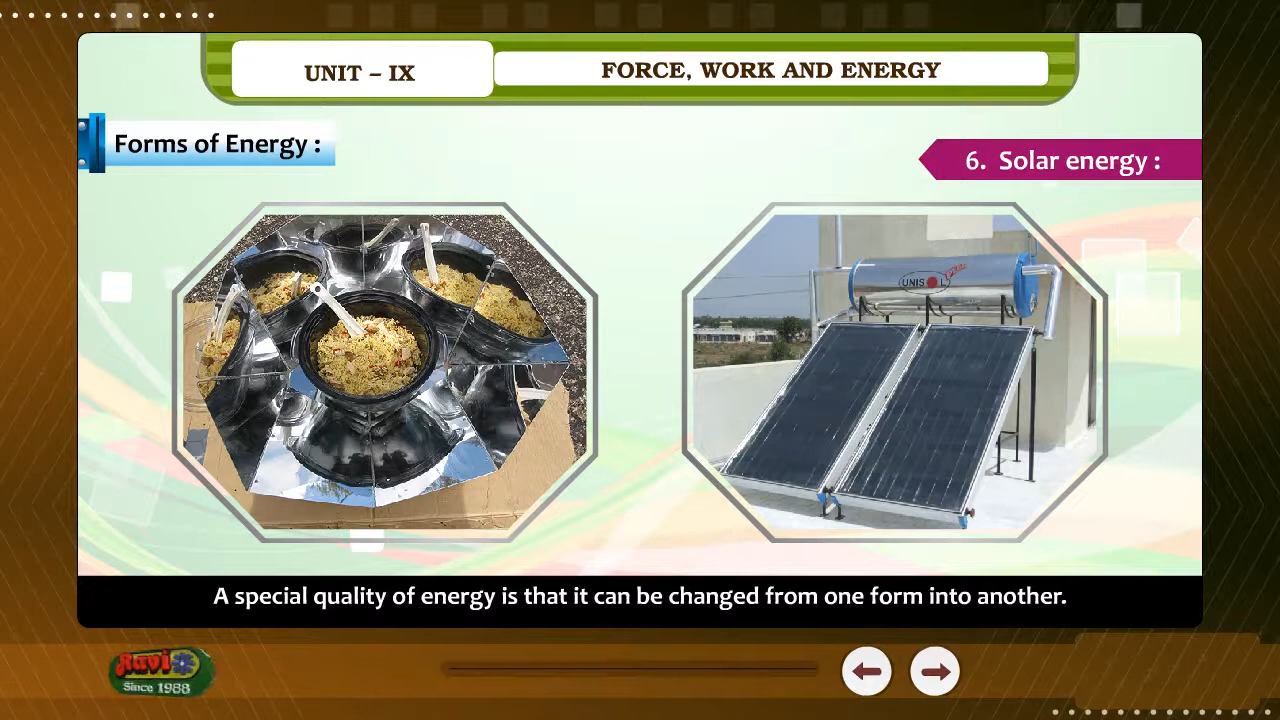 UNIT – IX
FORCE, WORK AND ENERGY
Forms of Energy :
6. Solar energy :
UNISOL
A special quality of energy is that it can be changed from one form into another.
Ravi
Since 1988